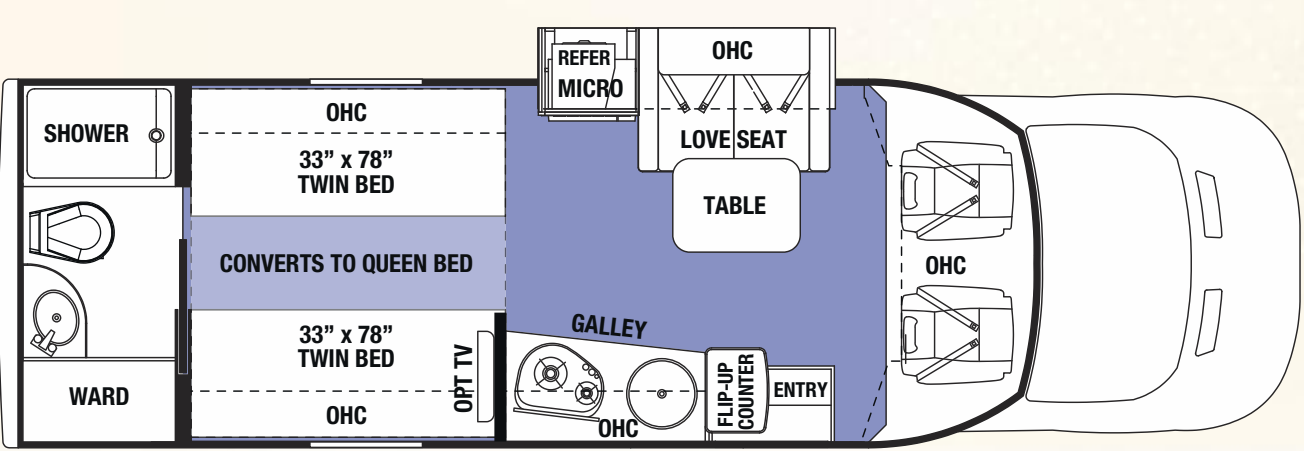 SHOWER
WARD
OHC
33” x 78”
TWIN BED
CONVERTS TO QUEEN BED
33” x 78”
TWIN BED
OHC
OPT TV
REFER
MICRO
OHC
LOVE SEAT
TABLE
GALLEY
OHC
FLIP-UP
COUNTER
ENTRY
OHC